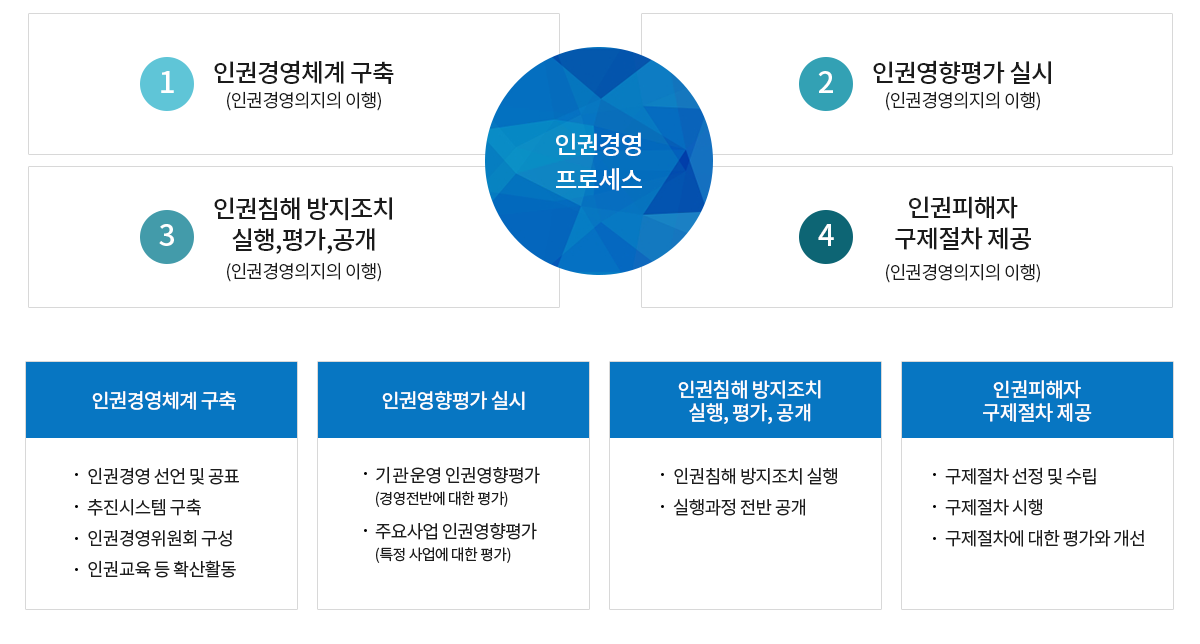 1
인권경영체계 구축
(인권경영의지의 이행)
인권경영
프로세스
2
인권영향평가 실시
(인권경영의지의 이행)
3
인권침해 방지조치
실행,평가,공개
(인권경영의지의 이행)
4
인권피해자
구제절차 제공
(인권경영의지의 이행)
인권경영체계 구축
· 인권경영 선언 및 공표
· 추진시스템 구축
· 인권경영위원회 구성
· 인권교육 등 확산활동
인권영향평가 실시
· 기관운영 인권영향평가
(경영전반에 대한 평가)
· 주요사업 인권영향평가
(특정 사업에 대한 평가)
인권침해 방지조치
실행, 평가, 공개
· 인권침해 방지조치 실행
· 실행과정 전반 공개
인권피해자
구제절차 제공
· 구제절차 선정 및 수립
· 구제절차 시행
· 구제절차에 대한 평가와 개선